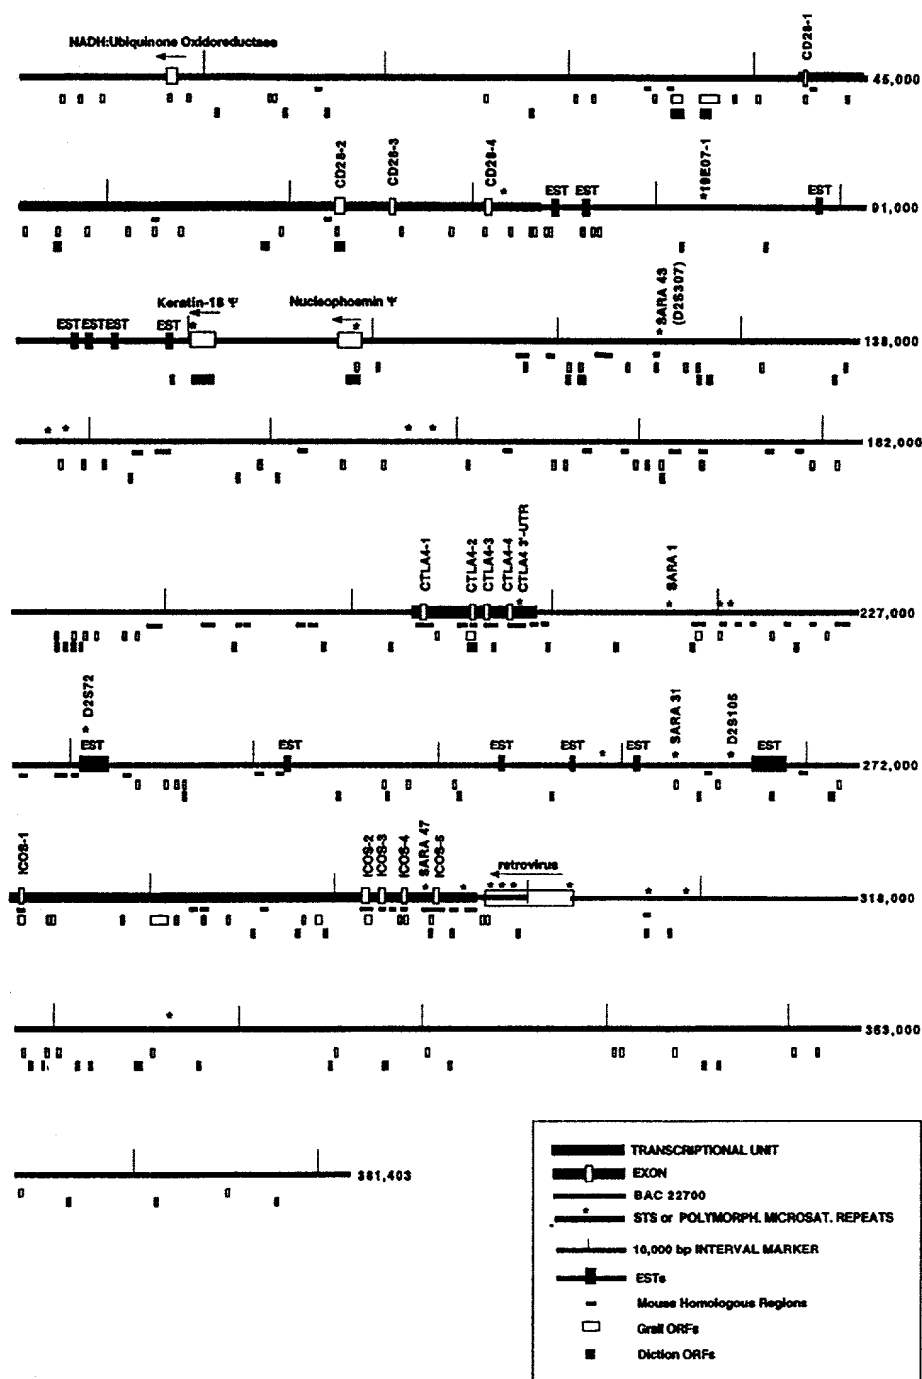 NADH:Ubiquinone Oxidoreductase
CD28-1
45,000
CD28-2
CD28-3
CD28-4
*
EST
EST
*19E07-1
EST
91,000
EST EST EST
EST
Keratin-18 Ψ
*
Nucleophosmin Ψ
*
* SARA 43
(D2S307)
138,000
* *
* *
182,000
CTLA4-1
CTLA4-2
CTLA4-3
CTLA4-4
* CTLA4 3'-UTR
* SARA 1
* *
227,000
* D2S72
EST
EST
EST
EST
*
EST
* SARA 31
* D2S105
EST
272,000
ICOS-1
ICOS-2
ICOS-3
ICOS-4
* SARA 47
ICOS-5
*
retrovirus
* * * *
* *
318,000
*
363,000
381,403
TRANSCRIPTIONAL UNIT
EXON
BAC 22700
* STS or POLYMORPH. MICROSAT. REPEATS
10,000 bp INTERVAL MARKER
ESTs
Mouse Homologous Regions
Grail ORFs
Diction ORFs